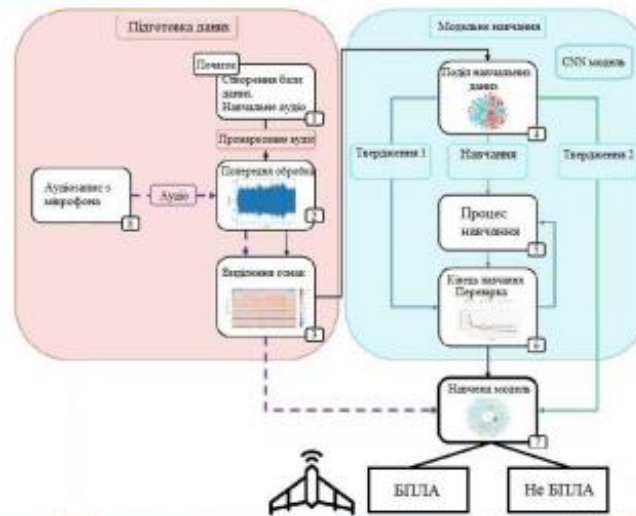 Підготовка даних
Модельне навчання
Початок
Створення бази
даних.
Навчальне аудіо
1
Промарковане аудіо
Попередня обробка
2
Аудіозапис з
мікрофона
8
Аудіо
Виділення ознак
3
Поділ навчальних
даних
4
CNN модель
Твердження 1
Навчання
Твердження 2
Процес
навчання
5
Кінець навчання
Перевірка
6
Навчена модель
7
БПЛА
Не БПЛА